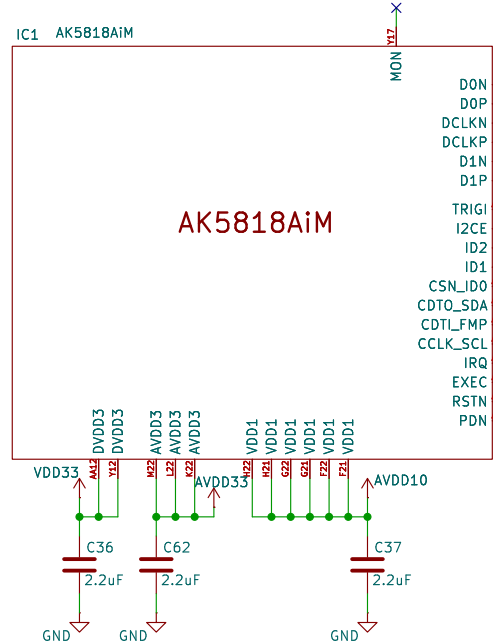 IC1 AK5818AiM
Y17
MON
D0N
D0P
DCLKN
DCLKP
D1N
D1P
TRIGI
I2CE
ID2
ID1
CSN_ID0
CDTO_SDA
CDTI_FMP
CCLK_SCL
IRQ
EXEC
RSTN
PDN
AK5818AiM
DVDD3 DVDD3 AVDD3 AVDD3 AVDD3 VDD1 VDD1 VDD1 VDD1 VDD1 VDD1
AA12 Y12 M22 L22 K22 H22 H21 G22 G21 F22 F21
VDD33 AVDD33 AVDD10
C36 C62 C37
2.2uF 2.2uF 2.2uF
GND GND GND